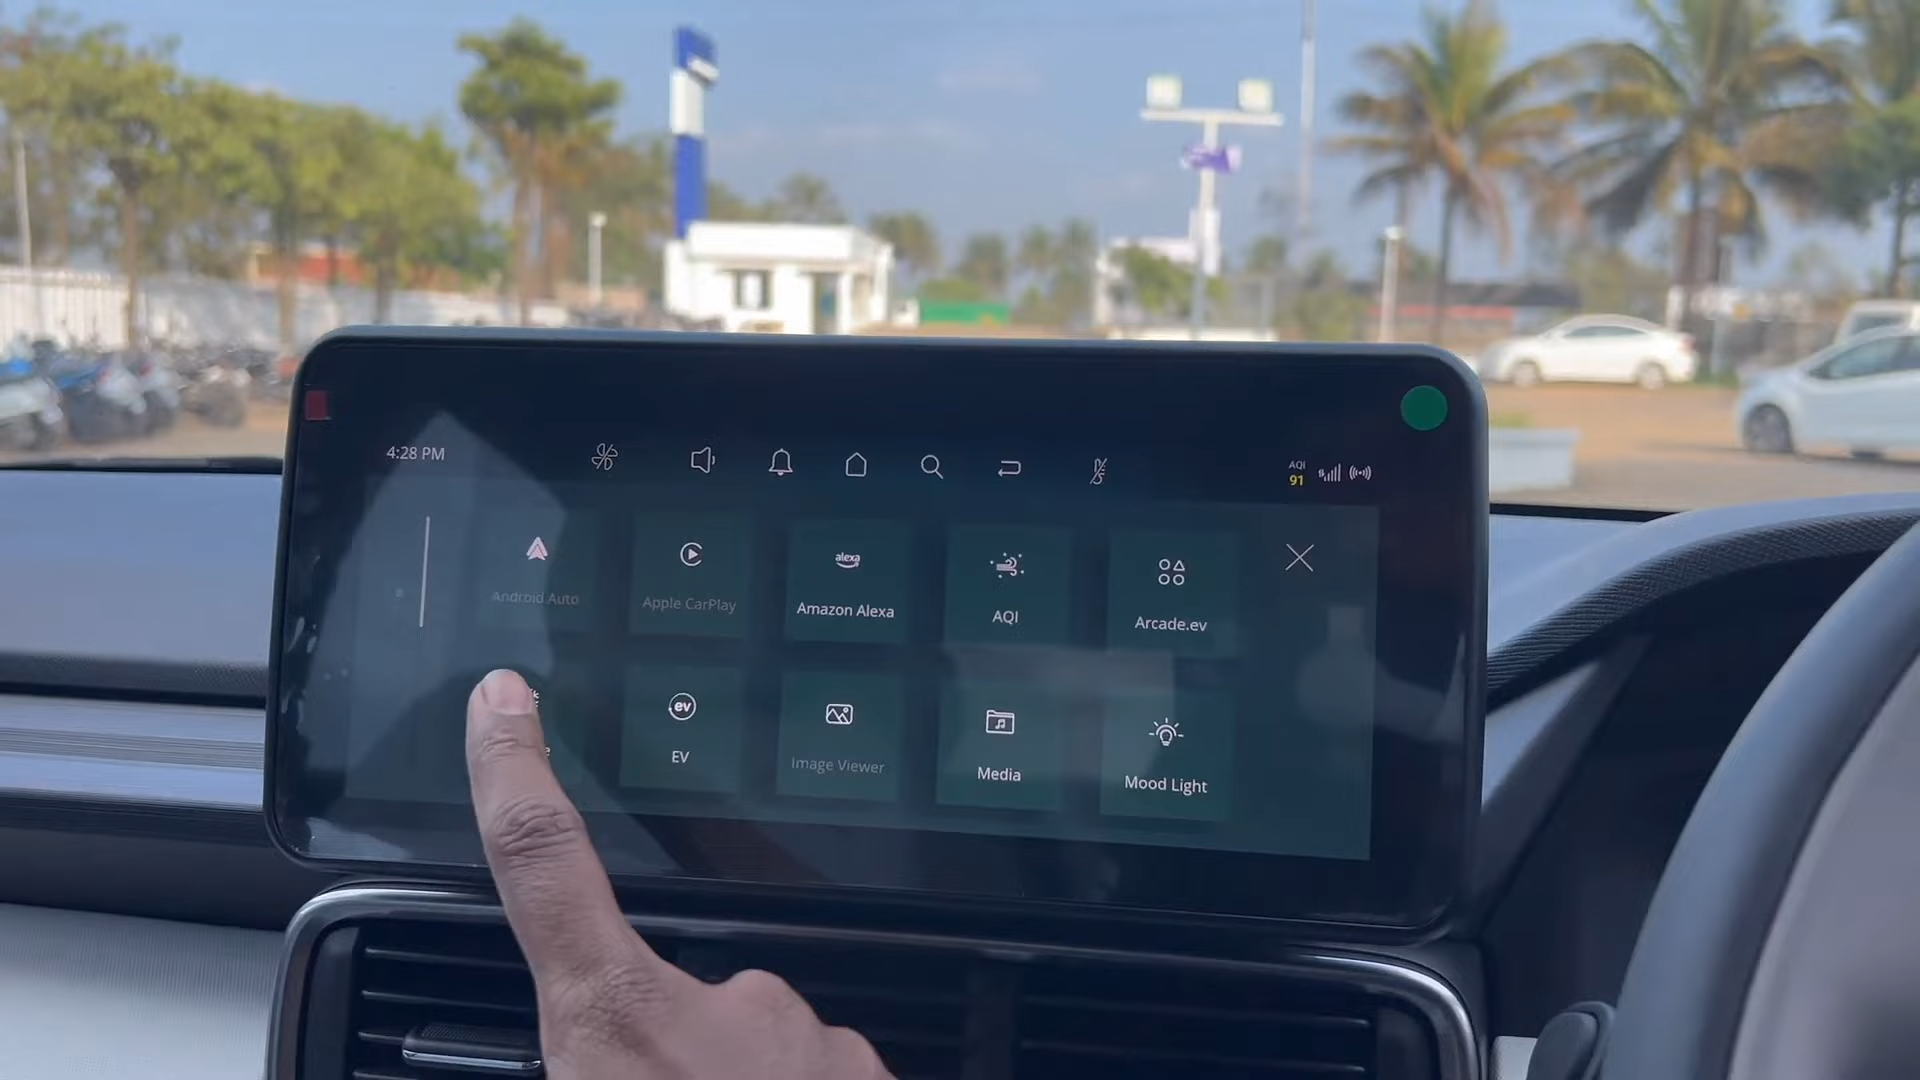 4:28 PM
AQI
91
Android Auto
Apple CarPlay
alexa
Amazon Alexa
AQI
Arcade.ev
ev
EV
Image Viewer
Media
Mood Light